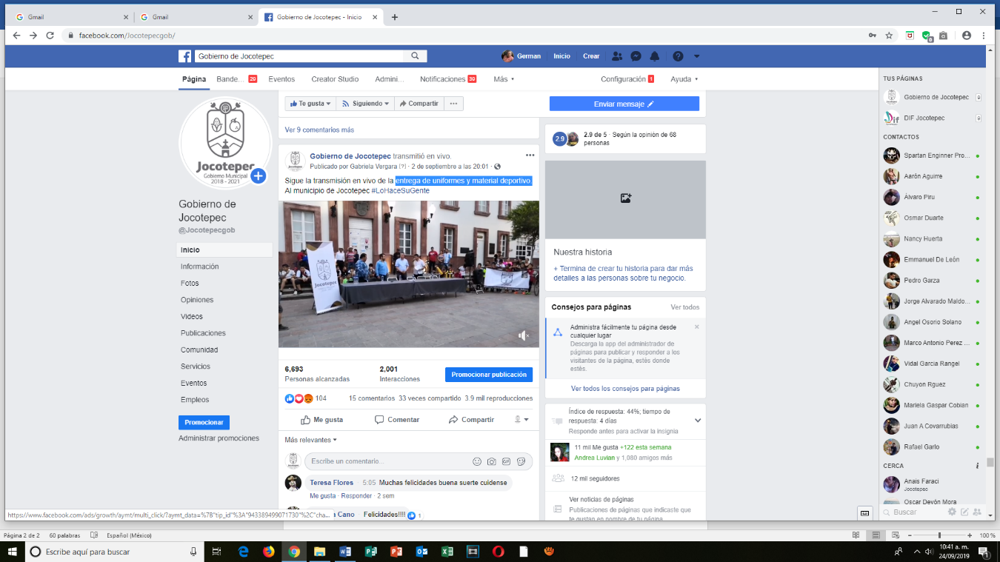 Gmail
Gmail
Gobierno de Jocotepec - Inicio
facebook.com/Jocotepecgob/
Gobierno de Jocotepec
German
Inicio
Crear
Página
Bande...
20
Eventos
Creator Studio
Admini...
Notificaciones
30
Más
Configuración
1
Ayuda
Jocotepec
Gobierno Municipal
2018 - 2021
Gobierno de
Jocotepec
@Jocotepecgob
Inicio
Información
Fotos
Opiniones
Videos
Publicaciones
Comunidad
Servicios
Eventos
Empleos
Promocionar
Administrar promociones
Te gusta
Siguiendo
Compartir
Ver 9 comentarios más
Gobierno de Jocotepec transmitió en vivo.
Publicado por Gabriela Vergara [?] · 2 de septiembre a las 20:01 ·
Sigue la transmisión en vivo de la entrega de uniformes y material deportivo,
Al municipio de Jocotepec #LoHaceSuGente
Jocotepec
6,693
Personas alcanzadas
2,001
Interacciones
Promocionar publicación
104
15 comentarios 33 veces compartido 3.9 mil reproducciones
Me gusta
Comentar
Compartir
Más relevantes
Escribe un comentario...
GIF
Teresa Flores · 5:05 Muchas felicidades buena suerte cuidense
Me gusta · Responder · 2 sem
Cano Felicidades!!!! 1
Enviar mensaje
2.9
2.9 de 5 · Según la opinión de 68
personas
Nuestra historia
+ Termina de crear tu historia para dar más
detalles a las personas sobre tu negocio.
Consejos para páginas
Ver todos
Administra fácilmente tu página desde
cualquier lugar
Descarga la app del administrador de
páginas para publicar y responder a los
visitantes de la página, estés donde
estés.
Ver todos los consejos para páginas
Índice de respuesta: 44%; tiempo de
respuesta: 4 días
Responde antes para activar la insignia
11 mil Me gusta +122 esta semana
Andrea Luvian y 1,080 amigos más
12 mil seguidores
Ver noticias de páginas
Publicaciones de páginas que indicaste que
te gustan en nombre de tu página
TUS PÁGINAS
Gobierno de Jocotepec
9
Dif
DIF Jocotepec
9
CONTACTOS
Spartan Enginner Pro...
Aarón Aguirre
Álvaro Piru
Osmar Duarte
Nancy Huerta
Emmanuel De León
Pedro Garza
Jorge Alvarado Maldo...
Angel Osorio Solano
Marco Antonio Perez ...
Vidal Garcia Rangel
Chuyon Rguez
Mariela Gaspar Cobian
Juan A Covarrubias
Rafael Garlo
CERCA
Anais Faraci
Jocotepec
Oscar Devón Mora
Buscar
https://www.facebook.com/ads/growth/aymt/multi_click/?aymt_data=%7B"tip_id"%3A"943389499071730"%2C"cha...
Página 2 de 2
60 palabras
Español (México)
100 %
Escribe aquí para buscar
10:41 a. m.
24/09/2019
1